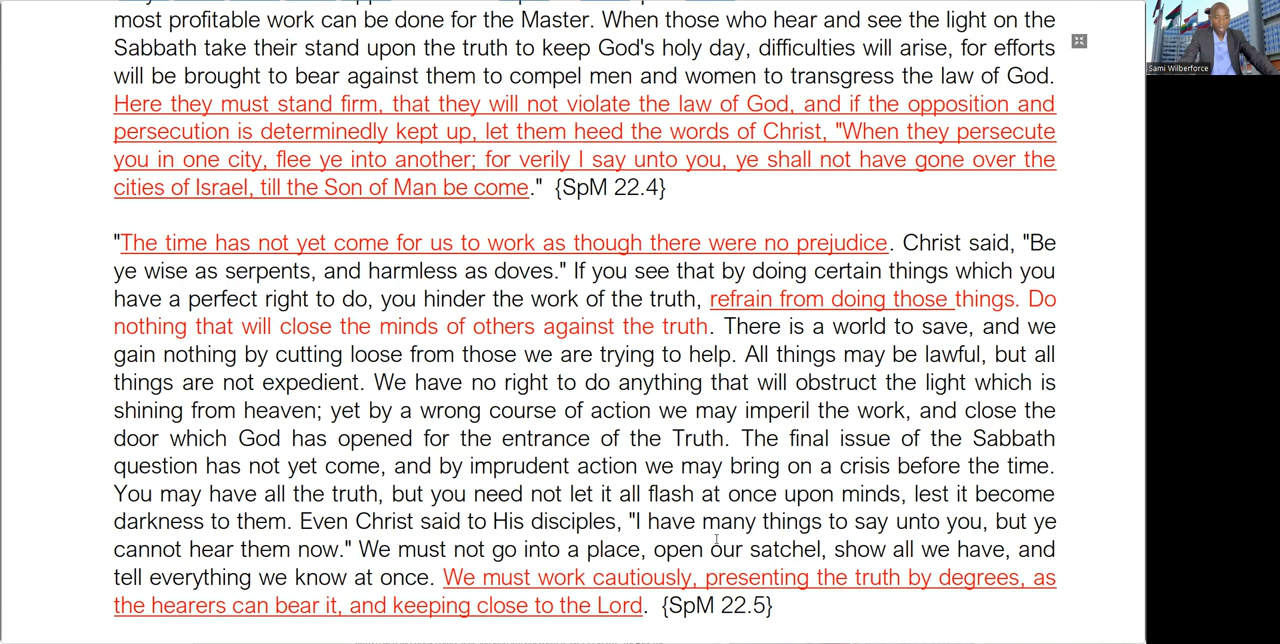 most profitable work can be done for the Master. When those who hear and see the light on the
Sabbath take their stand upon the truth to keep God's holy day, difficulties will arise, for efforts
will be brought to bear against them to compel men and women to transgress the law of God.
Here they must stand firm, that they will not violate the law of God, and if the opposition and
persecution is determinedly kept up, let them heed the words of Christ, "When they persecute
you in one city, flee ye into another; for verily I say unto you, ye shall not have gone over the
cities of Israel, till the Son of Man be come." {SpM 22.4}
"The time has not yet come for us to work as though there were no prejudice. Christ said, "Be
ye wise as serpents, and harmless as doves." If you see that by doing certain things which you
have a perfect right to do, you hinder the work of the truth, refrain from doing those things. Do
nothing that will close the minds of others against the truth. There is a world to save, and we
gain nothing by cutting loose from those we are trying to help. All things may be lawful, but all
things are not expedient. We have no right to do anything that will obstruct the light which is
shining from heaven; yet by a wrong course of action we may imperil the work, and close the
door which God has opened for the entrance of the Truth. The final issue of the Sabbath
question has not yet come, and by imprudent action we may bring on a crisis before the time.
You may have all the truth, but you need not let it all flash at once upon minds, lest it become
darkness to them. Even Christ said to His disciples, "I have many things to say unto you, but ye
cannot hear them now." We must not go into a place, open our satchel, show all we have, and
tell everything we know at once. We must work cautiously, presenting the truth by degrees, as
the hearers can bear it, and keeping close to the Lord. {SpM 22.5}
Sami Wilberforce